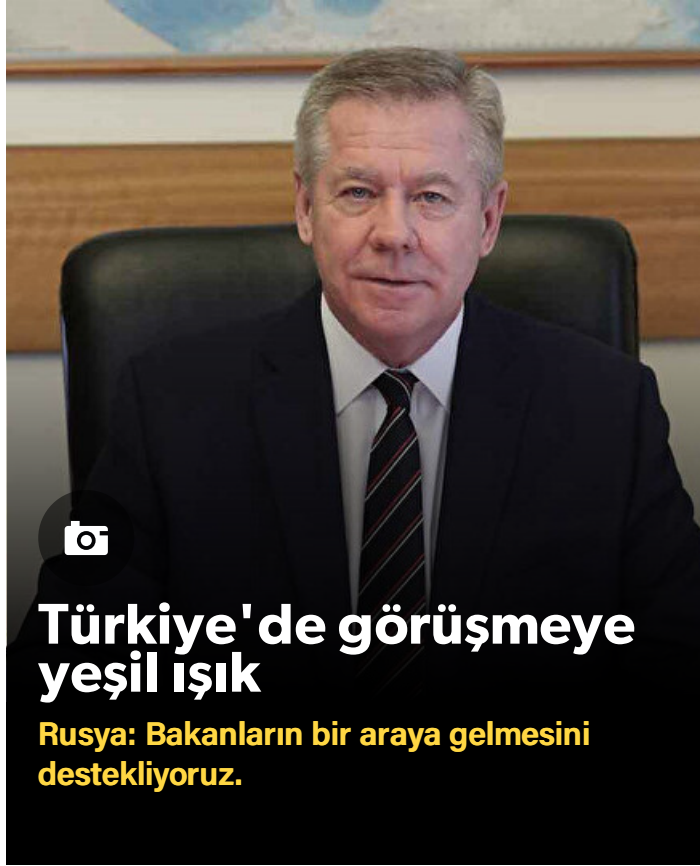 Türkiye'de görüşmeye
yeşil ışık
Rusya: Bakanların bir araya gelmesini
destekliyoruz.